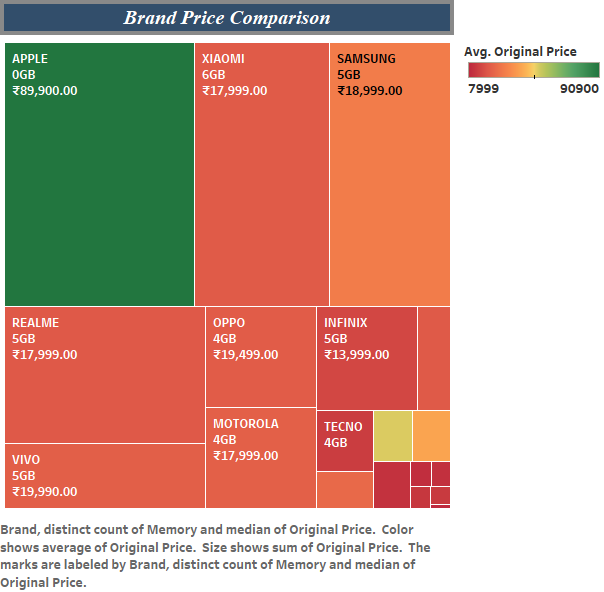 Brand Price Comparison
APPLE
0GB
₹89,900.00
XIAOMI
6GB
₹17,999.00
SAMSUNG
5GB
₹18,999.00
Avg. Original Price
7999 90900
REALME
5GB
₹17,999.00
OPPO
4GB
₹19,499.00
INFINIX
5GB
₹13,999.00
MOTOROLA
4GB
₹17,999.00
TECNO
4GB
VIVO
5GB
₹19,990.00
Brand, distinct count of Memory and median of Original Price. Color
shows average of Original Price. Size shows sum of Original Price. The
marks are labeled by Brand, distinct count of Memory and median of
Original Price.